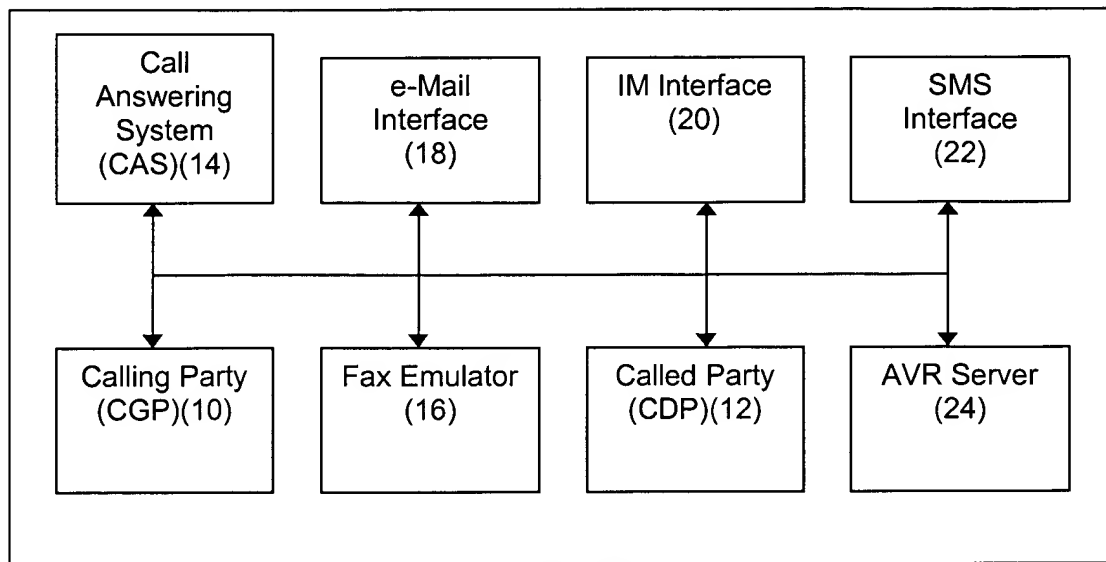 Call
Answering
System
(CAS)(14)
e-Mail
Interface
(18)
IM Interface
(20)
SMS
Interface
(22)
Calling Party
(CGP)(10)
Fax Emulator
(16)
Called Party
(CDP)(12)
AVR Server
(24)